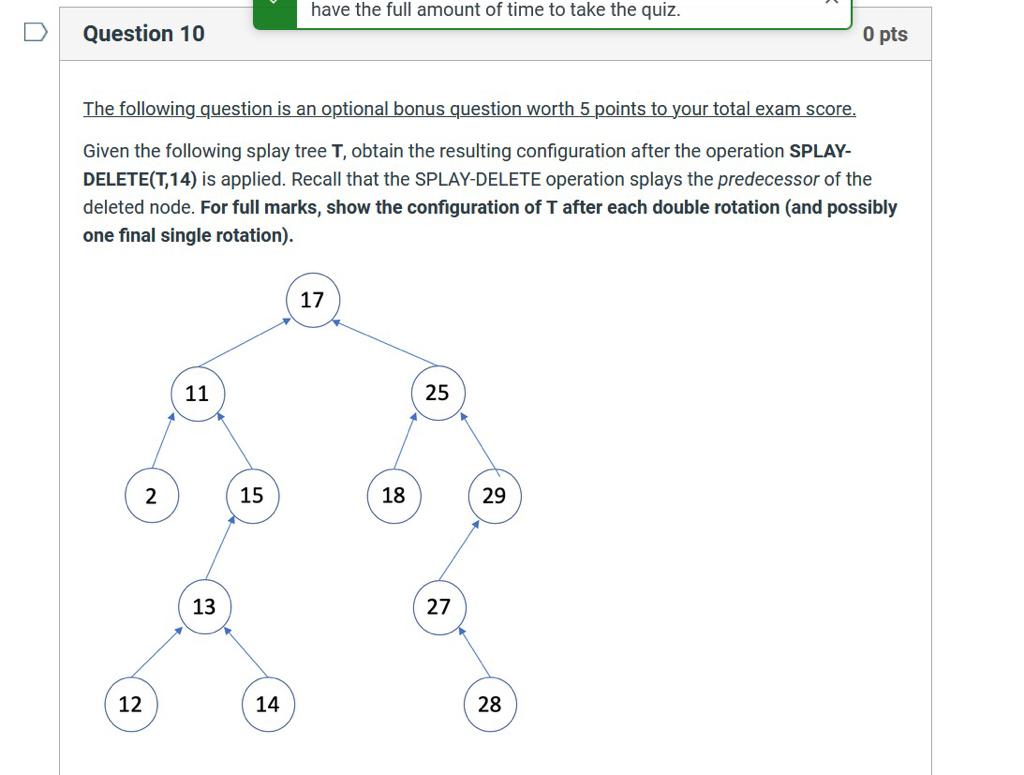 have the full amount of time to take the quiz.
Question 10
0 pts
The following question is an optional bonus question worth 5 points to your total exam score.
Given the following splay tree T, obtain the resulting configuration after the operation SPLAY-
DELETE(T,14) is applied. Recall that the SPLAY-DELETE operation splays the predecessor of the
deleted node. For full marks, show the configuration of T after each double rotation (and possibly
one final single rotation).
17
11
25
2
15
18
29
13
27
12
14
28